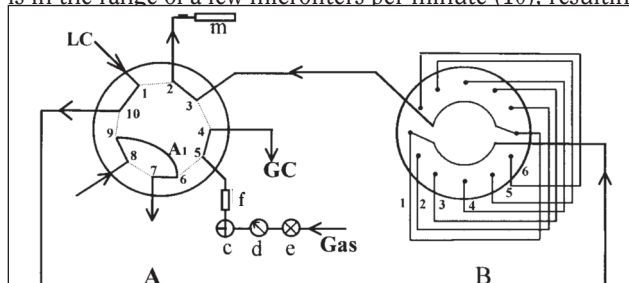 is in the range of a few microliters per minute (10), resulting
m
LC
1 2 3
10 4
9 A1 5
8 7 6
GC
f
c d e
Gas
1 2 3 4 5 6
A B